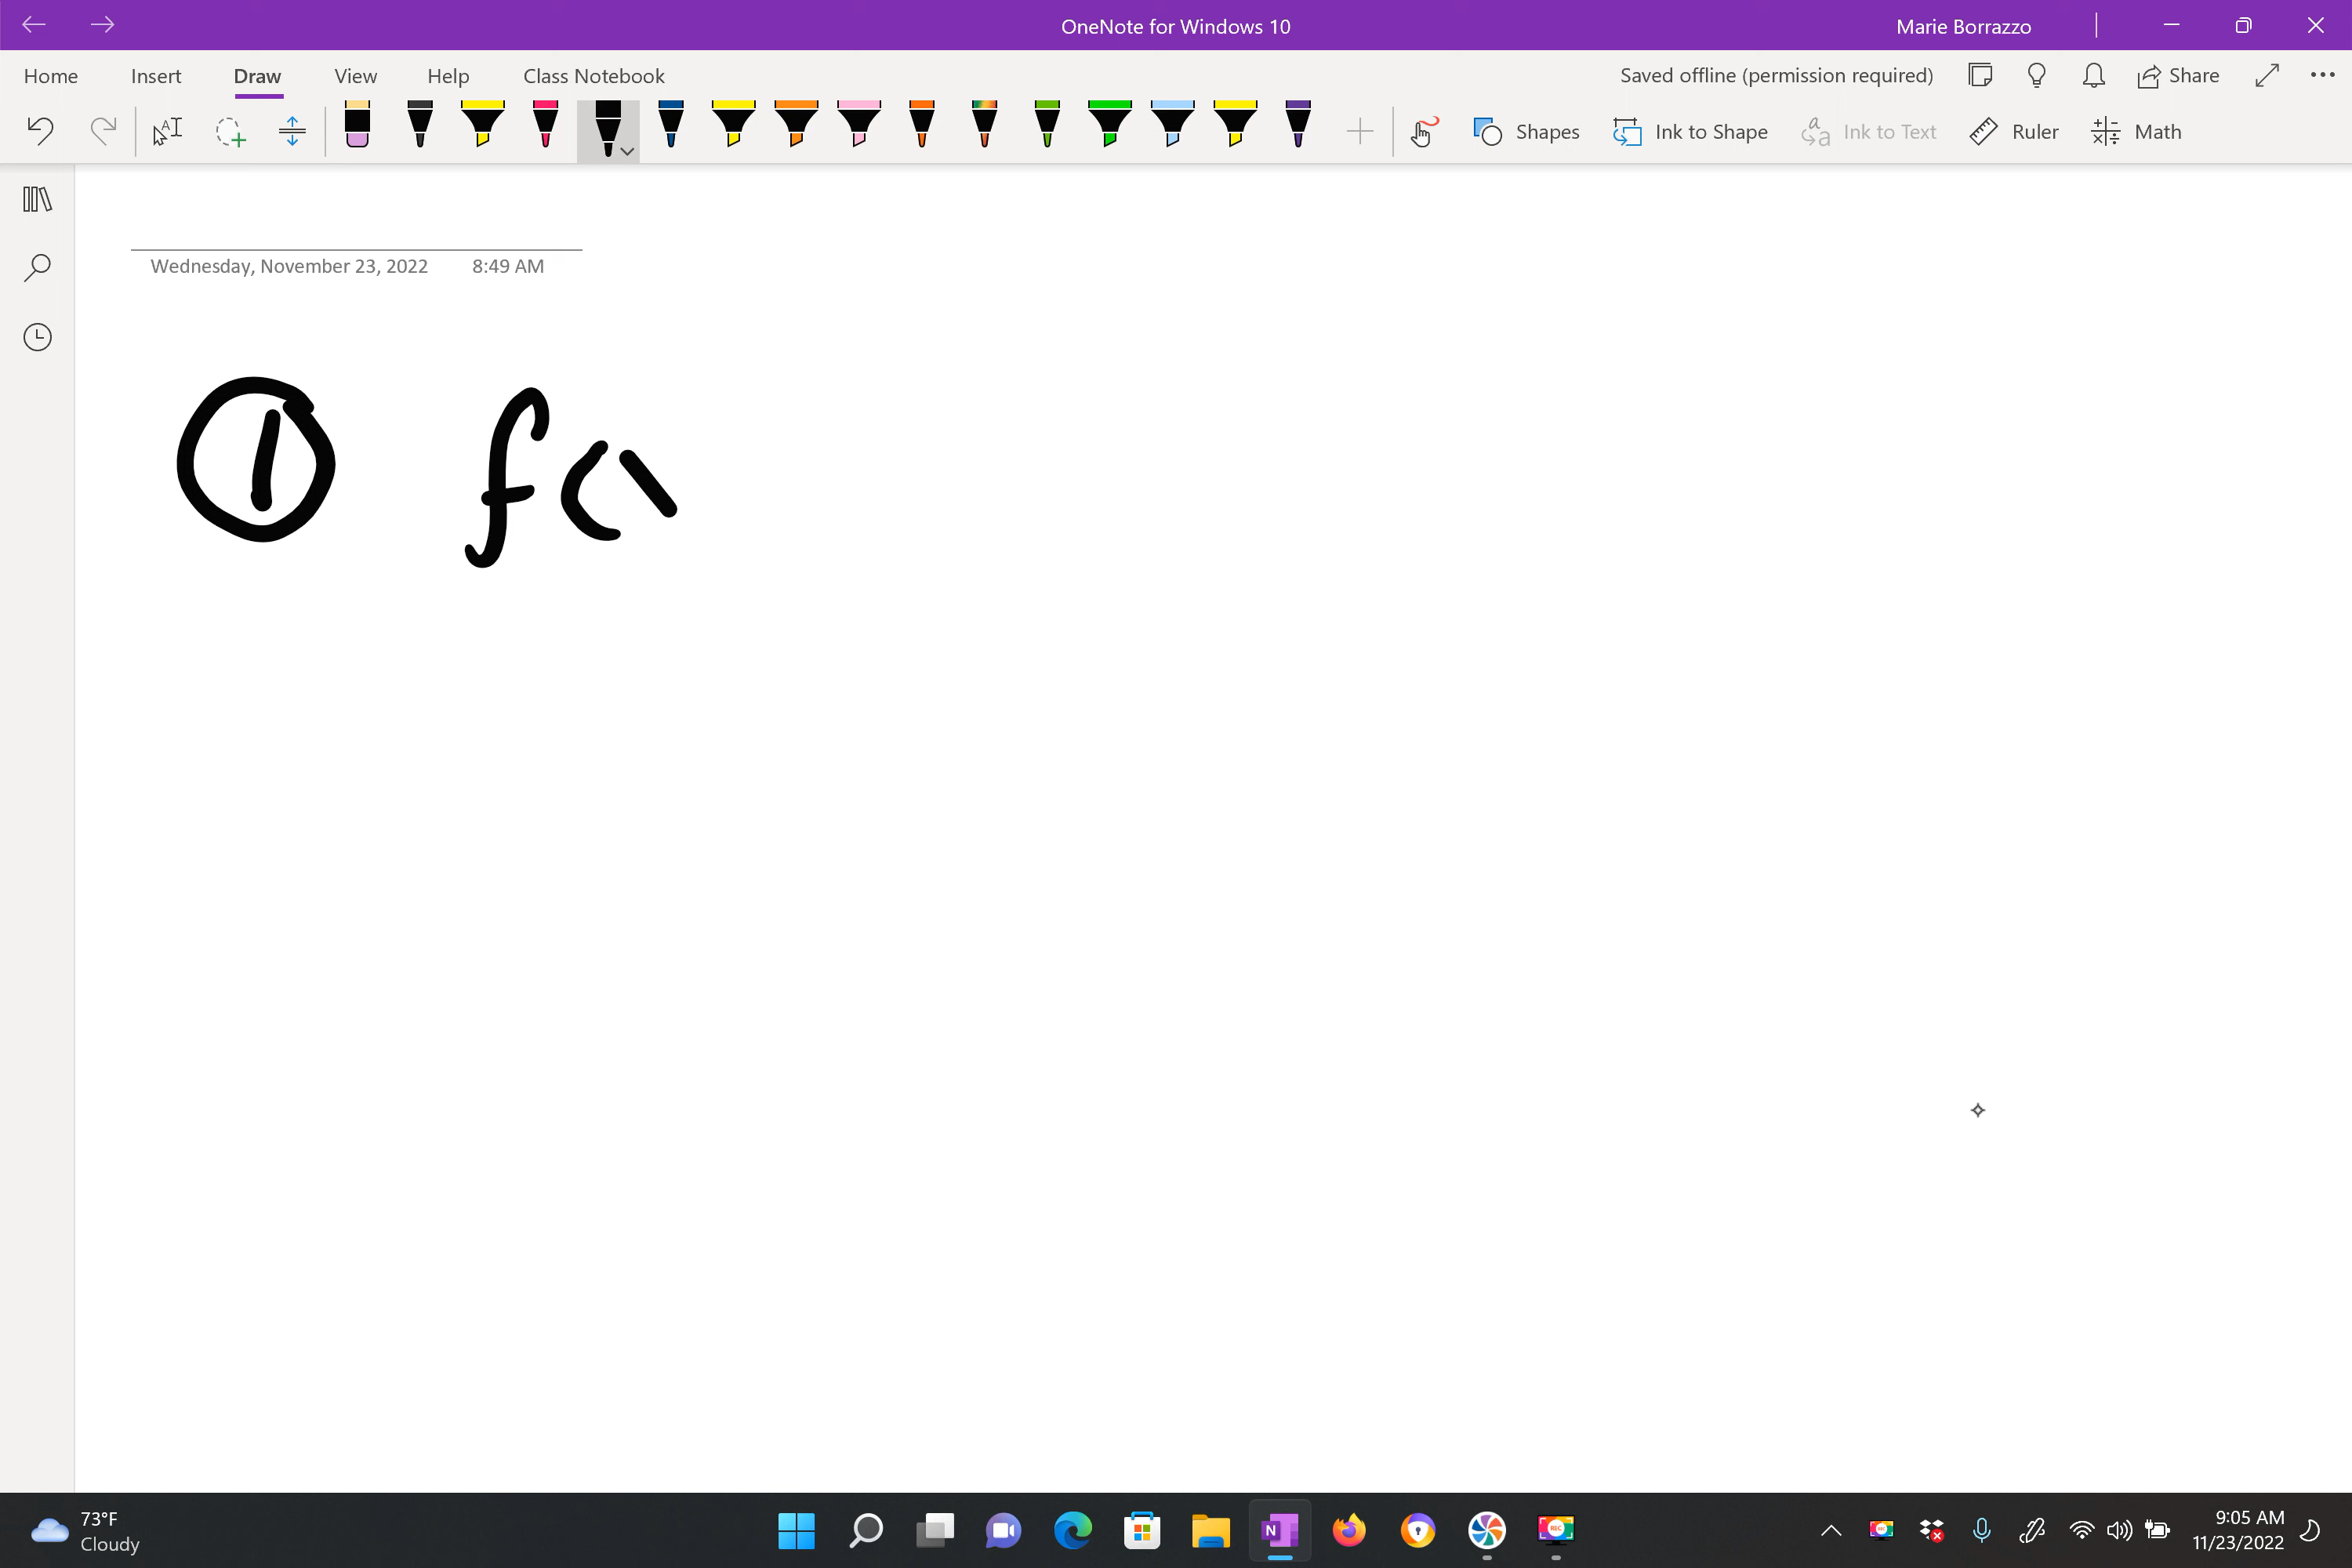 OneNote for Windows 10 Marie Borrazzo
Home Insert Draw View Help Class Notebook Saved offline (permission required) Share
Shapes Ink to Shape Ink to Text Ruler Math
Wednesday, November 23, 2022 8:49 AM
① f(\
73°F
Cloudy
9:05 AM
11/23/2022